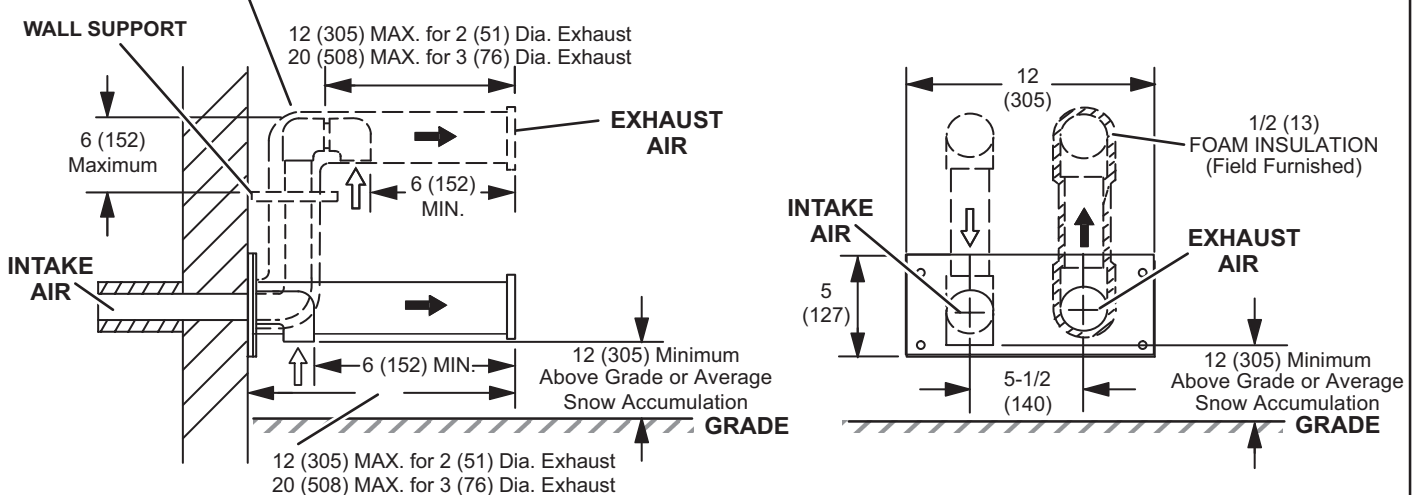 WALL SUPPORT
12 (305) MAX. for 2 (51) Dia. Exhaust
20 (508) MAX. for 3 (76) Dia. Exhaust
6 (152)
Maximum
EXHAUST
AIR
6 (152)
MIN.
INTAKE
AIR
6 (152) MIN.
12 (305) Minimum
Above Grade or Average
Snow Accumulation
GRADE
12 (305) MAX. for 2 (51) Dia. Exhaust
20 (508) MAX. for 3 (76) Dia. Exhaust
12
(305)
1/2 (13)
FOAM INSULATION
(Field Furnished)
INTAKE
AIR
EXHAUST
AIR
5
(127)
5-1/2
(140)
12 (305) Minimum
Above Grade or Average
Snow Accumulation
GRADE